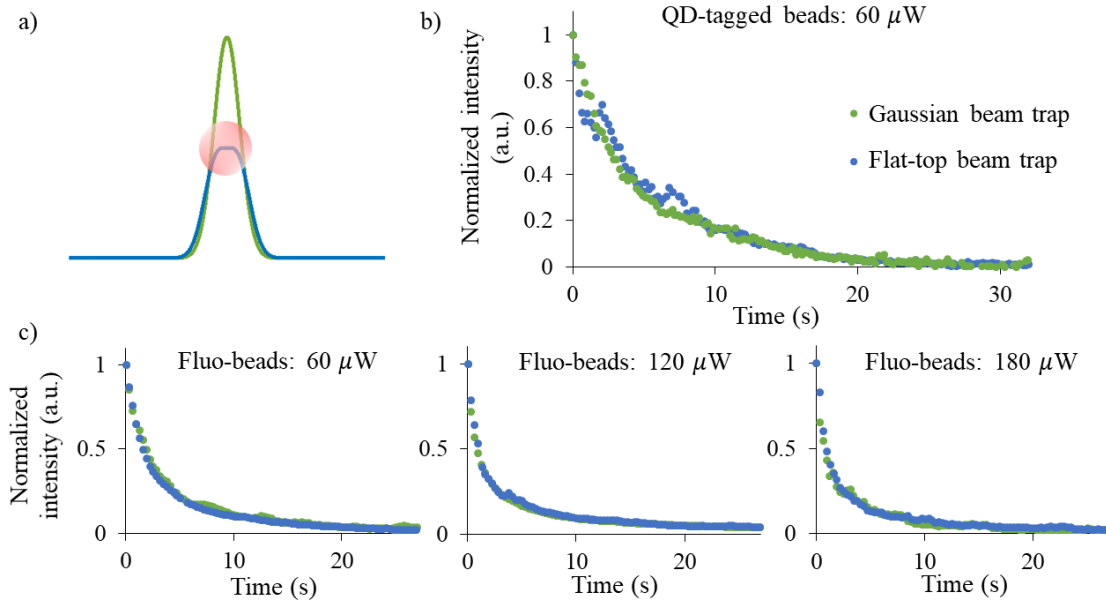 a)
b)
QD-tagged beads: 60 𝜇W
Normalized intensity
(a.u.)
1
0.8
0.6
0.4
0.2
0
0
10
20
30
Time (s)
Gaussian beam trap
Flat-top beam trap
c)
Fluo-beads: 60 𝜇W
Normalized
intensity (a.u.)
1
0.5
0
0
10
20
Time (s)
Fluo-beads: 120 𝜇W
1
0.5
0
0
10
20
Time (s)
Fluo-beads: 180 𝜇W
1
0.5
0
0
10
20
Time (s)